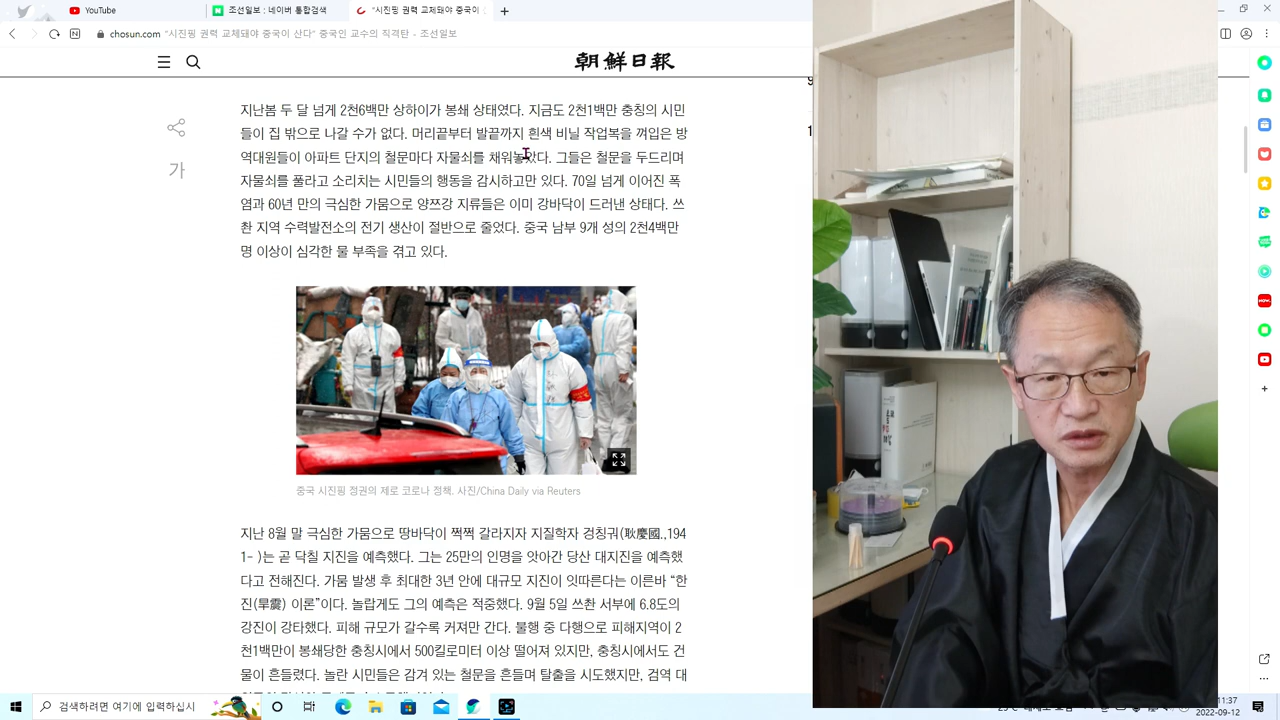 YouTube
조선일보 : 네이버 통합검색
"시진핑 권력 교체돼야 중국이
chosun.com "시진핑 권력 교체돼야 중국이 산다" 중국인 교수의 직격탄 - 조선일보
朝鮮日報
가
지난봄 두 달 넘게 2천6백만 상하이가 봉쇄 상태였다. 지금도 2천1백만 충칭의 시민
들이 집 밖으로 나갈 수가 없다. 머리끝부터 발끝까지 흰색 비닐 작업복을 껴입은 방
역대원들이 아파트 단지의 철문마다 자물쇠를 채워놓았다. 그들은 철문을 두드리며
자물쇠를 풀라고 소리치는 시민들의 행동을 감시하고만 있다. 70일 넘게 이어진 폭
염과 60년 만의 극심한 가뭄으로 양쯔강 지류들은 이미 강바닥이 드러낸 상태다. 쓰
촨 지역 수력발전소의 전기 생산이 절반으로 줄었다. 중국 남부 9개 성의 2천4백만
명 이상이 심각한 물 부족을 겪고 있다.
중국 시진핑 정권의 제로 코로나 정책. 사진/China Daily via Reuters
지난 8월 말 극심한 가뭄으로 땅바닥이 쩍쩍 갈라지자 지질학자 겅칭궈(耿慶國,,194
1- )는 곧 닥칠 지진을 예측했다. 그는 25만의 인명을 앗아간 당산 대지진을 예측했
다고 전해진다. 가뭄 발생 후 최대한 3년 안에 대규모 지진이 잇따른다는 이른바 “한
진(旱震) 이론”이다. 놀랍게도 그의 예측은 적중했다. 9월 5일 쓰촨 서부에 6.8도의
강진이 강타했다. 피해 규모가 갈수록 커져만 간다. 불행 중 다행으로 피해지역이 2
천1백만이 봉쇄당한 충칭시에서 500킬로미터 이상 떨어져 있지만, 충칭시에서도 건
물이 흔들렸다. 놀란 시민들은 감겨 있는 철문을 흔들며 탈출을 시도했지만, 검역 대
검색하려면 여기에 입력하십시
11:37
2022-09-12